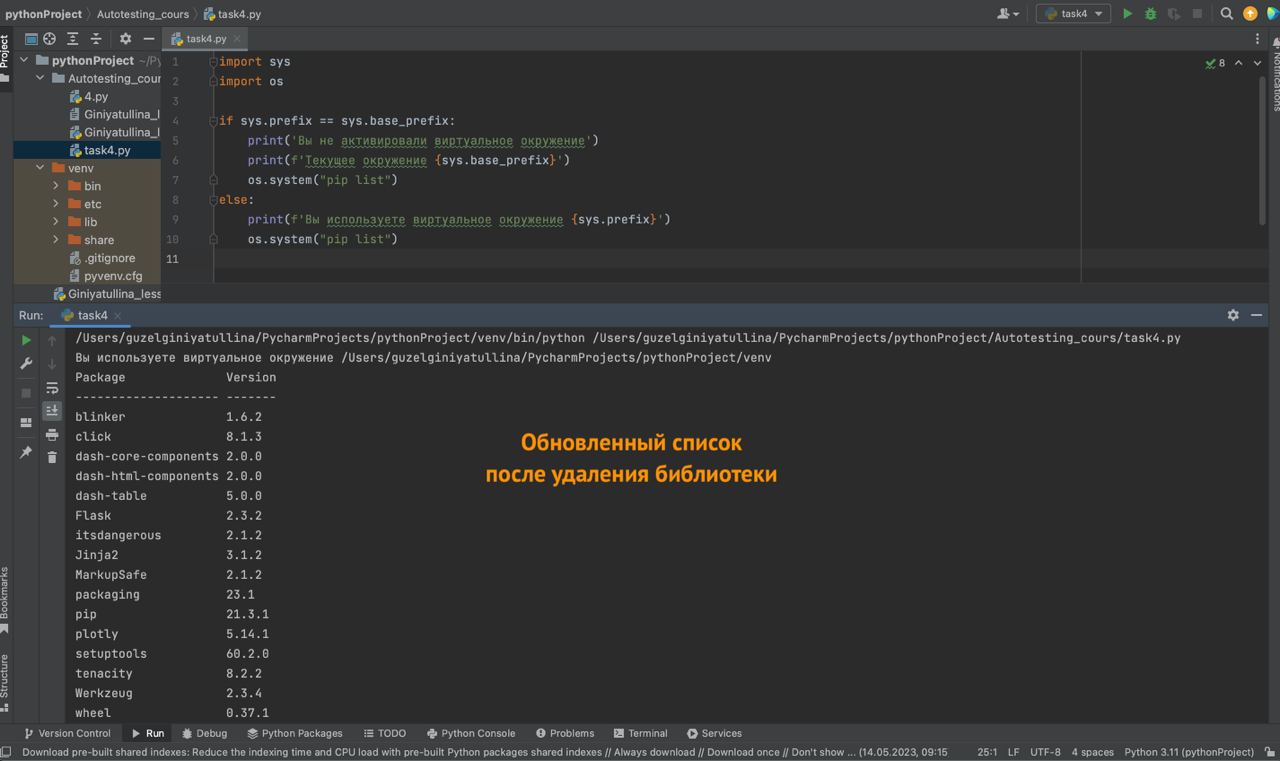 pythonProject Autotesting_cours task4.py task4
Project
task4.py
pythonProject ~/Py
Autotesting_cour
4.py
Giniyatullina_l
Giniyatullina_l
task4.py
venv
bin
etc
lib
share
.gitignore
pyvenv.cfg
Giniyatullina_less
1 import sys
2 import os
3
4 if sys.prefix == sys.base_prefix:
5 print('Вы не активировали виртуальное окружение')
6 print(f'Текущее окружение {sys.base_prefix}')
7 os.system("pip list")
8 else:
9 print(f'Вы используете виртуальное окружение {sys.prefix}')
10 os.system("pip list")
11
8
Notifications
Run: task4
/Users/guzelginiyatullina/PycharmProjects/pythonProject/venv/bin/python /Users/guzelginiyatullina/PycharmProjects/pythonProject/Autotesting_cours/task4.py
Вы используете виртуальное окружение /Users/guzelginiyatullina/PycharmProjects/pythonProject/venv
Package Version
-------------------- -------
blinker 1.6.2
click 8.1.3
dash-core-components 2.0.0
dash-html-components 2.0.0
dash-table 5.0.0
Flask 2.3.2
itsdangerous 2.1.2
Jinja2 3.1.2
MarkupSafe 2.1.2
packaging 23.1
pip 21.3.1
plotly 5.14.1
setuptools 60.2.0
tenacity 8.2.2
Werkzeug 2.3.4
wheel 0.37.1
Обновленный список
после удаления библиотеки
Bookmarks
Structure
Version Control Run Debug Python Packages TODO Python Console Problems Terminal Services
Download pre-built shared indexes: Reduce the indexing time and CPU load with pre-built Python packages shared indexes // Always download // Download once // Don't show ... (14.05.2023, 09:15 25:1 LF UTF-8 4 spaces Python 3.11 (pythonProject)